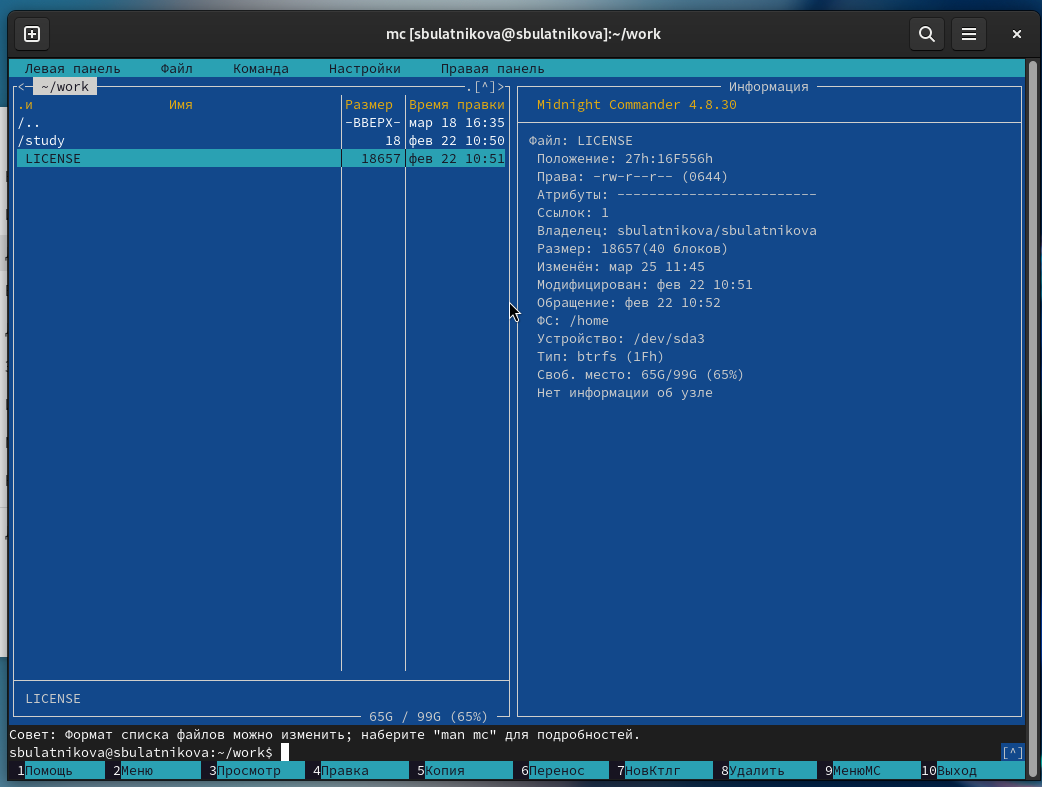 mc [sbulatnikova@sbulatnikova]:~/work
Левая панель Файл Команда Настройки Правая панель
<─ ~/work .[^]>
.и Имя Размер Время правки
/.. -ВВЕРХ- мар 18 16:35
/study 18 фев 22 10:50
LICENSE 18657 фев 22 10:51
LICENSE
65G / 99G (65%)
Информация
Midnight Commander 4.8.30
Файл: LICENSE
Положение: 27h:16F556h
Права: -rw-r--r-- (0644)
Атрибуты: -------------------------
Ссылок: 1
Владелец: sbulatnikova/sbulatnikova
Размер: 18657(40 блоков)
Изменён: мар 25 11:45
Модифицирован: фев 22 10:51
Обращение: фев 22 10:52
ФС: /home
Устройство: /dev/sda3
Тип: btrfs (1Fh)
Своб. место: 65G/99G (65%)
Нет информации об узле
Совет: Формат списка файлов можно изменить; наберите "man mc" для подробностей.
sbulatnikova@sbulatnikova:~/work$ [^]
1Помощь 2Меню 3Просмотр 4Правка 5Копия 6Перенос 7НовКтлг 8Удалить 9МенюМС 10Выход